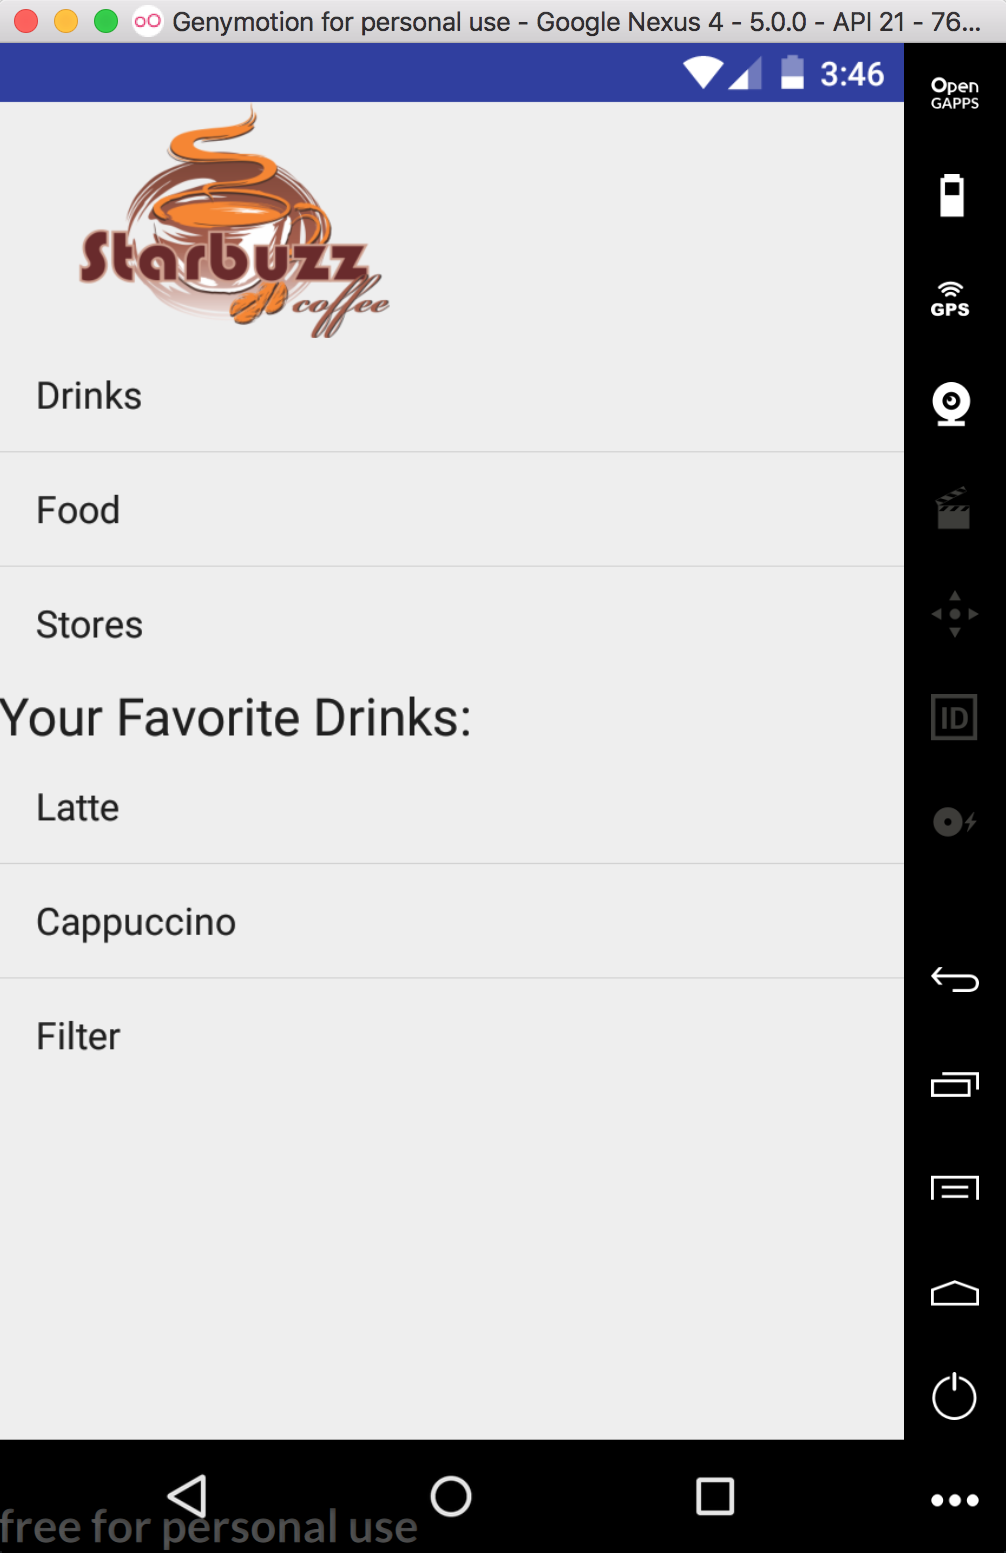 Genymotion for personal use - Google Nexus 4 - 5.0.0 - API 21 - 76...
3:46
Open
GAPPS
Starbuzz
coffee
GPS
Drinks
Food
Stores
Your Favorite Drinks:
ID
Latte
Cappuccino
Filter
free for personal use